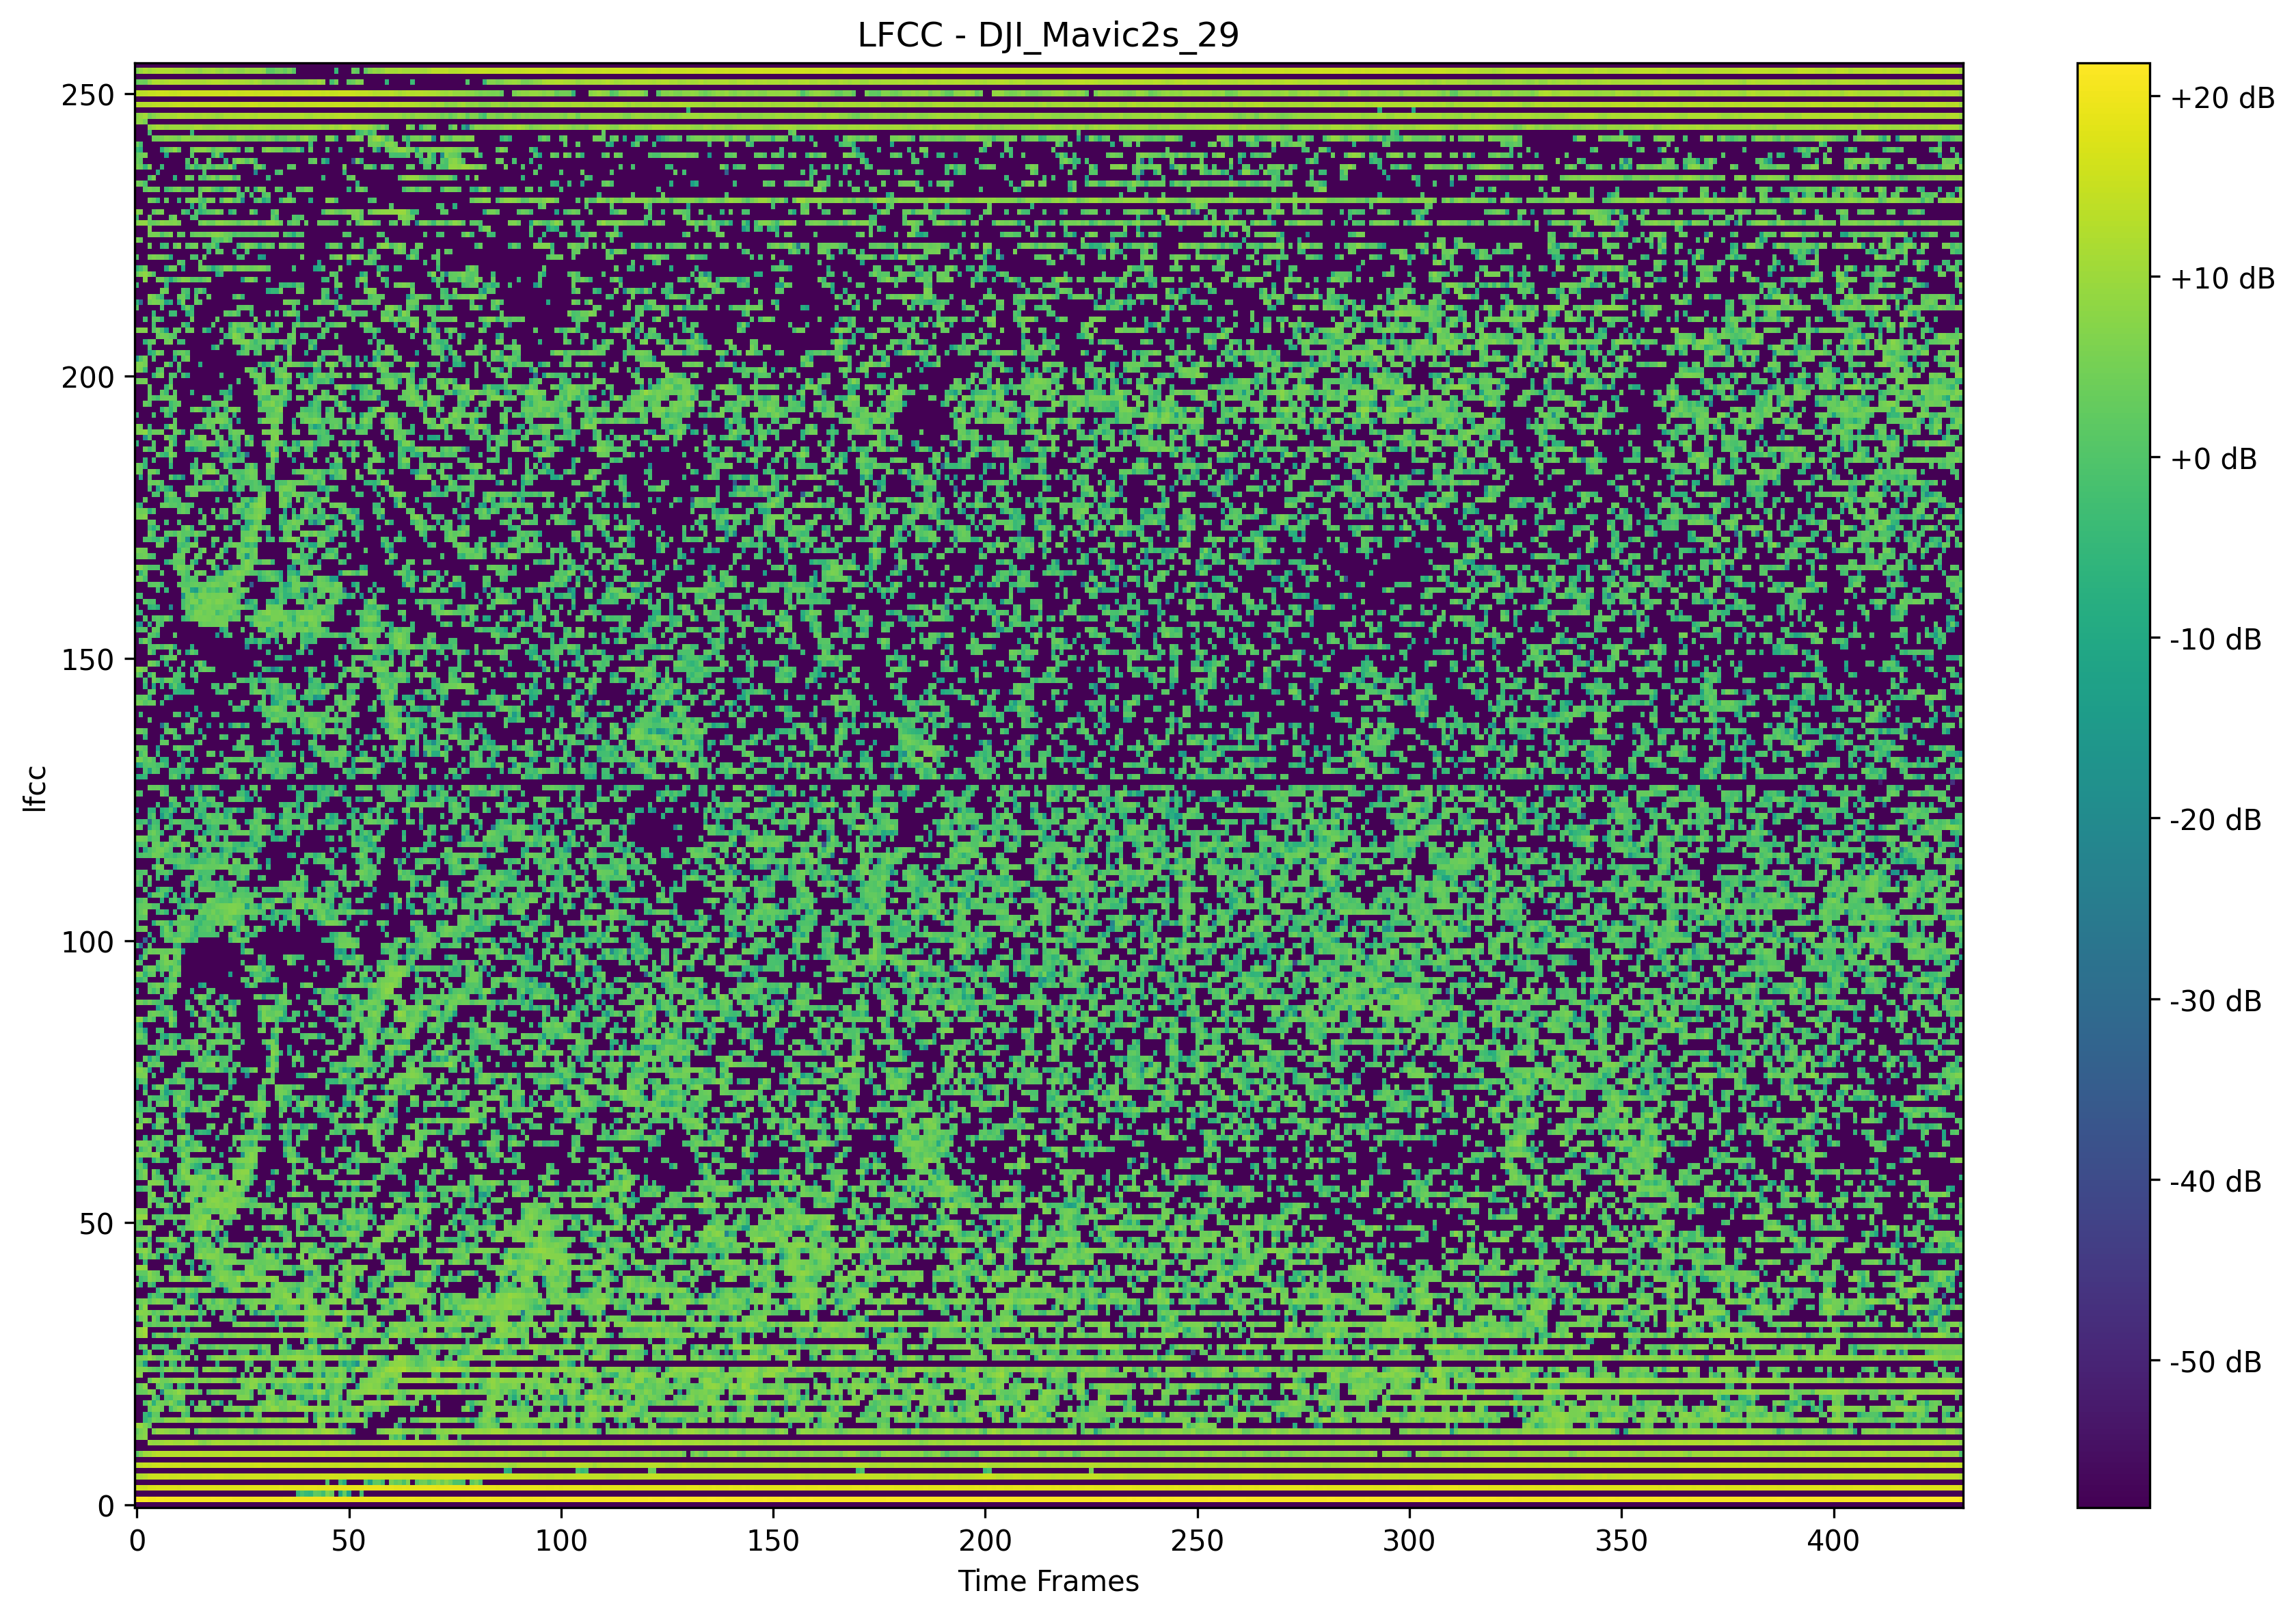 LFCC - DJI_Mavic2s_29
lfcc
250
200
150
100
50
0
0 50 100 150 200 250 300 350 400
Time Frames
+20 dB
+10 dB
+0 dB
-10 dB
-20 dB
-30 dB
-40 dB
-50 dB